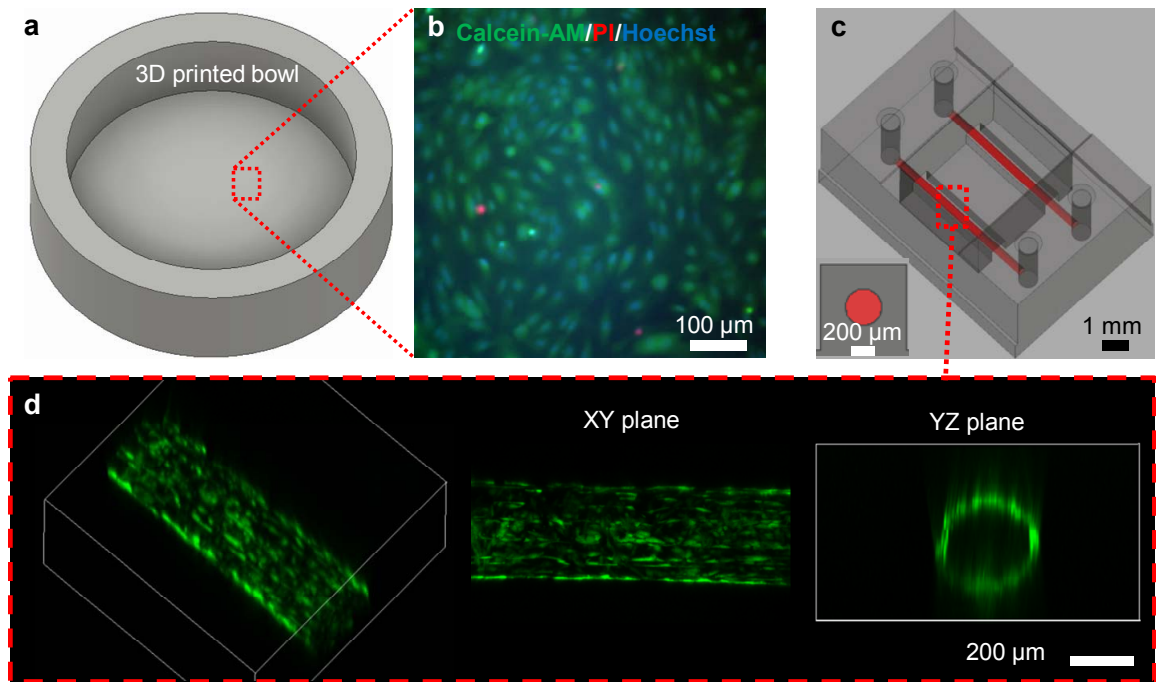 a
3D printed bowl
b
Calcein-AM/PI/Hoechst
100 µm
c
200 µm
1 mm
d
XY plane
YZ plane
200 µm